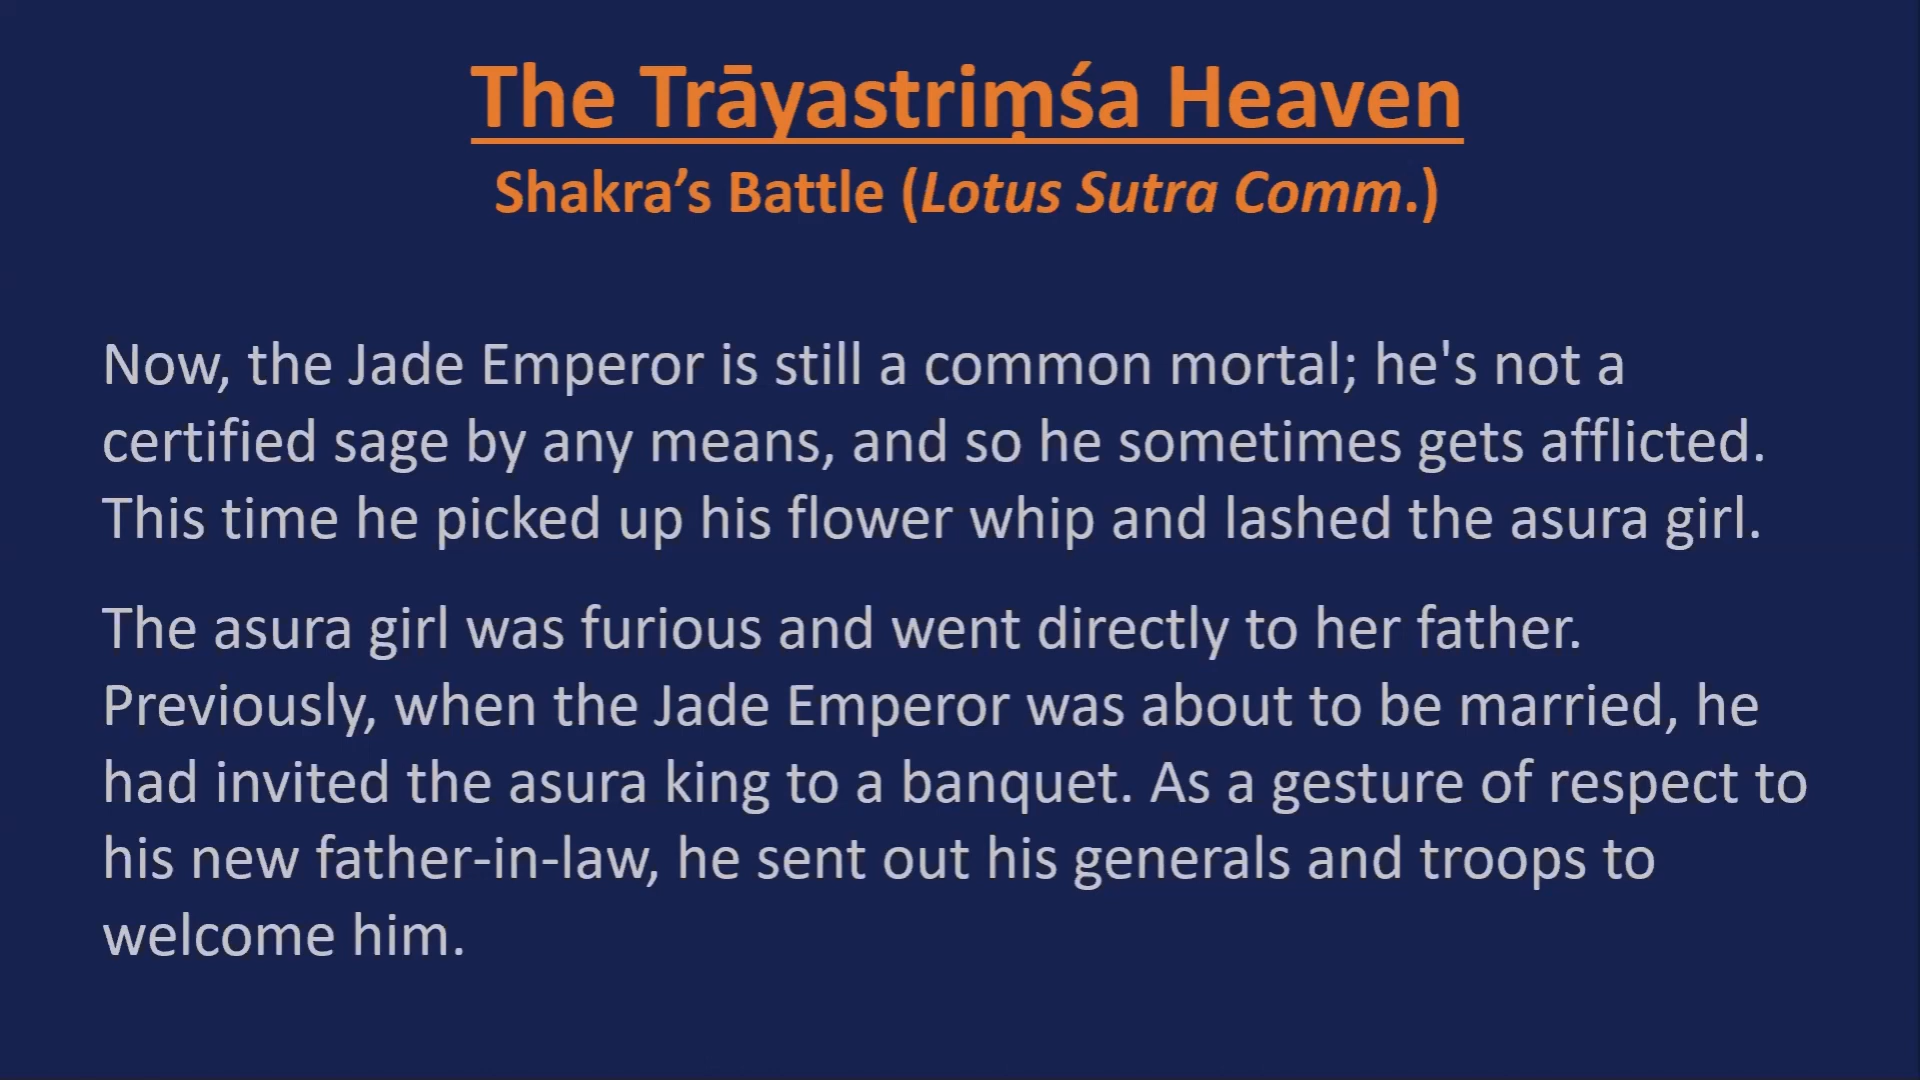 The Trāyastriṃśa Heaven
Shakra’s Battle (Lotus Sutra Comm.)
Now, the Jade Emperor is still a common mortal; he's not a
certified sage by any means, and so he sometimes gets afflicted.
This time he picked up his flower whip and lashed the asura girl.
The asura girl was furious and went directly to her father.
Previously, when the Jade Emperor was about to be married, he
had invited the asura king to a banquet. As a gesture of respect to
his new father-in-law, he sent out his generals and troops to
welcome him.